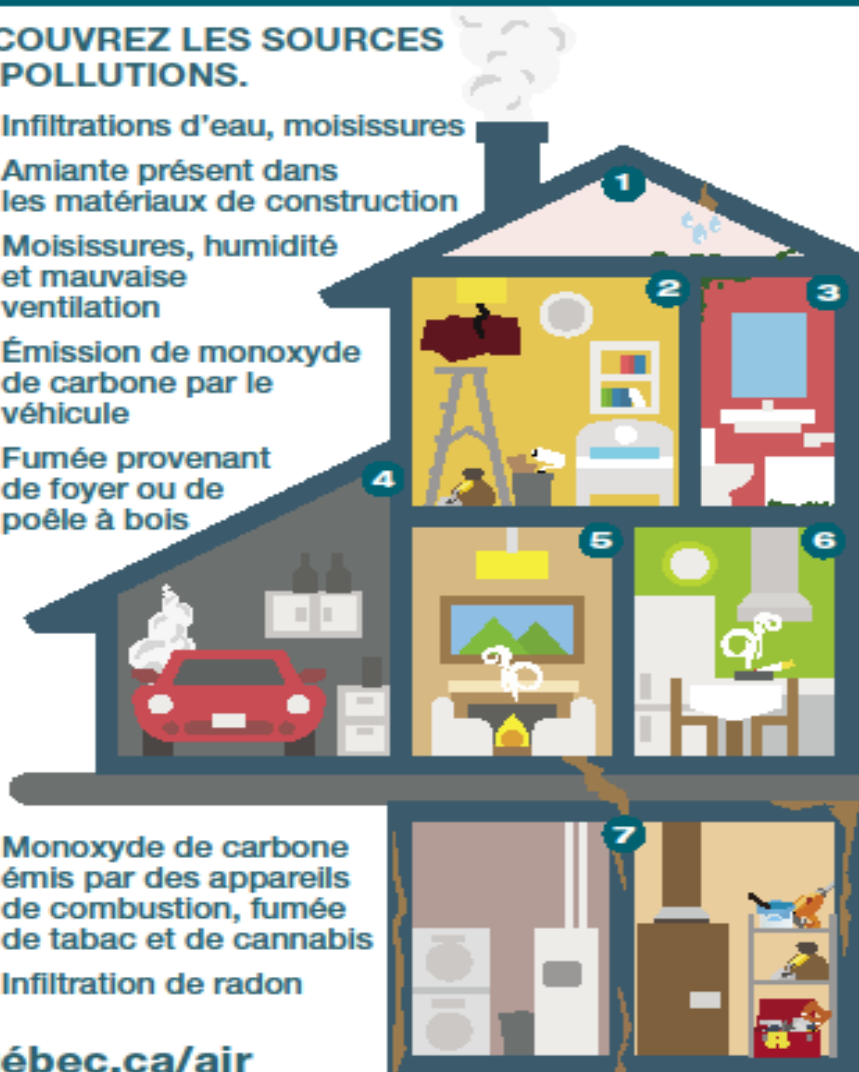 COUVREZ LES SOURCES
POLLUTIONS.
Infiltrations d'eau, moisissures
Amiante présent dans
les matériaux de construction
Moisissures, humidité
et mauvaise
ventilation
Émission de monoxyde
de carbone par le
véhicule
Fumée provenant
de foyer ou de
poêle à bois
1
2
3
4
5
6
Monoxyde de carbone
émis par des appareils
de combustion, fumée
de tabac et de cannabis
Infiltration de radon
7
ébec.ca/air